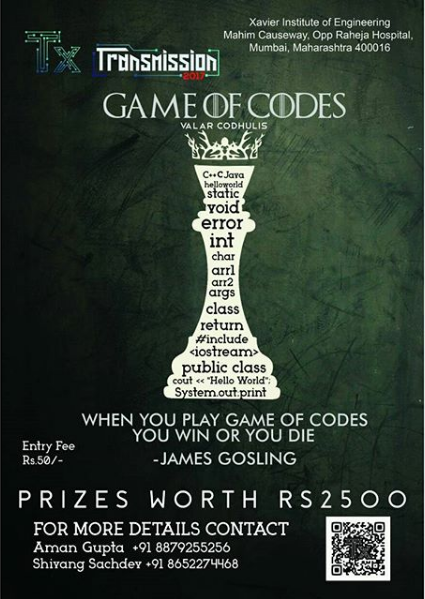 Xavier Institute of Engineering
Mahim Causeway, Opp Raheja Hospital,
Mumbai, Maharashtra 400016
Tx Transmission
2017
GAME OF CODES
VALAR CODHULIS
C++C Java
helloworld
static
void
error
int
char
arr1
arr2
args
class
return
#include
<iostream>
public class
cout << "Hello World";
System.out.print
WHEN YOU PLAY GAME OF CODES
YOU WIN OR YOU DIE
-JAMES GOSLING
Entry Fee
Rs.50/-
PRIZES WORTH RS2500
FOR MORE DETAILS CONTACT
Aman Gupta +91 8879255256
Shivang Sachdev +91 8652274468